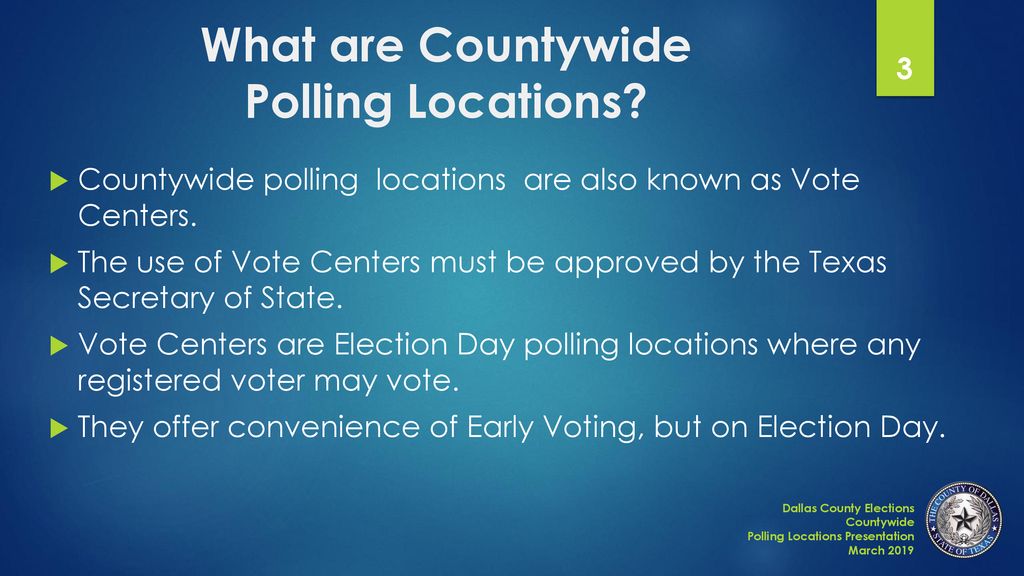 What are Countywide
Polling Locations?
3
Countywide polling locations are also known as Vote
Centers.
The use of Vote Centers must be approved by the Texas
Secretary of State.
Vote Centers are Election Day polling locations where any
registered voter may vote.
They offer convenience of Early Voting, but on Election Day.
Dallas County Elections
Countywide
Polling Locations Presentation
March 2019
THE COUNTY OF DALLAS
STATE OF TEXAS